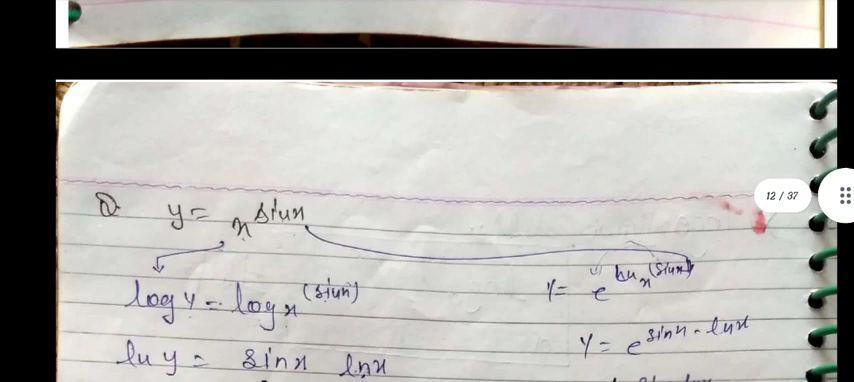 12 / 37
Q. y = x^sinx
log y = log x^(sinx)
y = e^ln x^(sinx)
ln y = sinx lnx
y = e^sinx - lnx